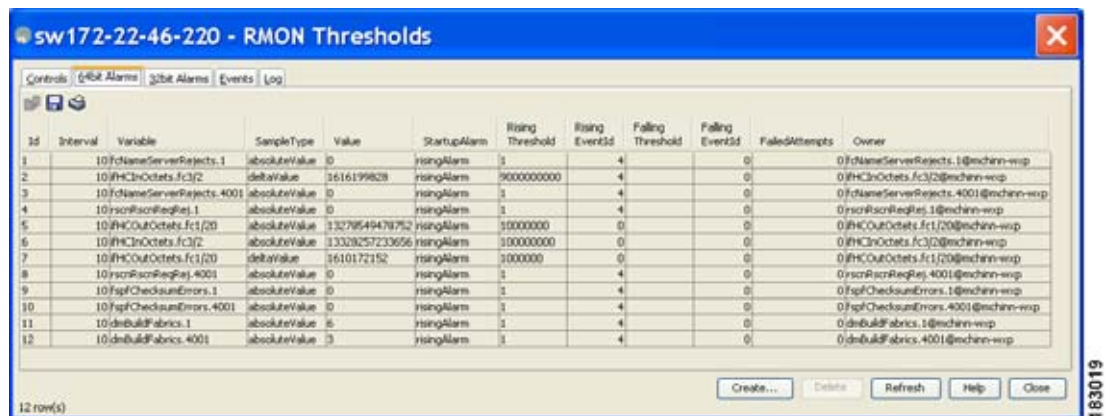 sw172-22-46-220 - RMON Thresholds
Controls 64bit Alarms 32bit Alarms Events Log
Id Interval Variable SampleType Value StartupAlarm Rising Threshold Rising EventId Falling Threshold Falling EventId FailedAttempts Owner
1 10 fcNameServerRejects.1 absoluteValue 0 risingAlarm 1 4 0 0 fcNameServerRejects.1@mchinn-wxp
2 10 ifHCInOctets.fc3/2 deltaValue 1616199828 risingAlarm 9000000000 4 0 0 ifHCInOctets.fc3/2@mchinn-wxp
3 10 fcNameServerRejects.4001 absoluteValue 0 risingAlarm 1 4 0 0 fcNameServerRejects.4001@mchinn-wxp
4 10 rscnRscnReqRej.1 absoluteValue 0 risingAlarm 1 4 0 0 rscnRscnReqRej.1@mchinn-wxp
5 10 ifHCOutOctets.fc1/20 absoluteValue 13278549478752 risingAlarm 10000000 0 0 0 ifHCOutOctets.fc1/20@mchinn-wxp
6 10 ifHCInOctets.fc3/2 absoluteValue 13328257233656 risingAlarm 100000000 0 0 0 ifHCInOctets.fc3/2@mchinn-wxp
7 10 ifHCOutOctets.fc1/20 deltaValue 1610172152 risingAlarm 1000000 0 0 0 ifHCOutOctets.fc1/20@mchinn-wxp
8 10 rscnRscnReqRej.4001 absoluteValue 0 risingAlarm 1 4 0 0 rscnRscnReqRej.4001@mchinn-wxp
9 10 fspfChecksumErrors.1 absoluteValue 0 risingAlarm 1 4 0 0 fspfChecksumErrors.1@mchinn-wxp
10 10 fspfChecksumErrors.4001 absoluteValue 0 risingAlarm 1 4 0 0 fspfChecksumErrors.4001@mchinn-wxp
11 10 dmBuildFabrics.1 absoluteValue 6 risingAlarm 1 4 0 0 dmBuildFabrics.1@mchinn-wxp
12 10 dmBuildFabrics.4001 absoluteValue 3 risingAlarm 1 4 0 0 dmBuildFabrics.4001@mchinn-wxp
Create... Delete Refresh Help Close
12 row(s)
183019